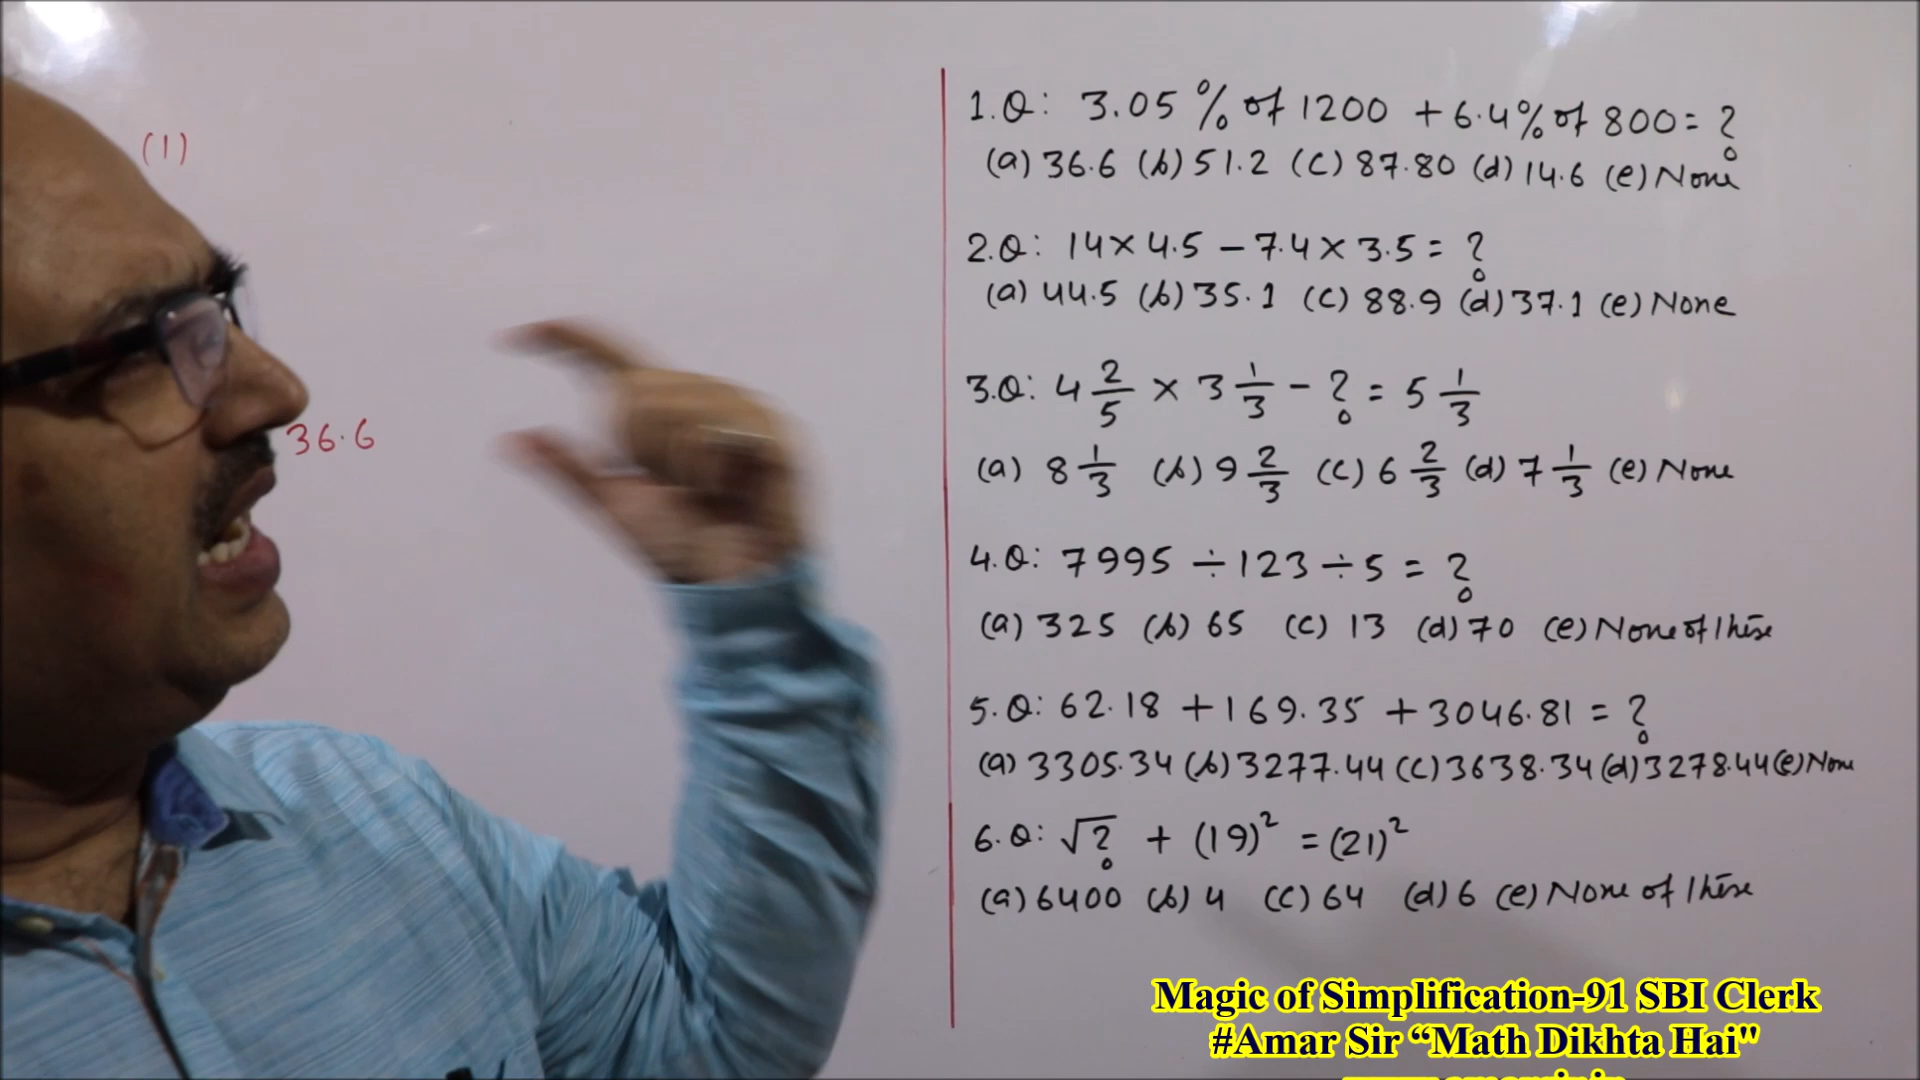 (1)
36.6
1.Q: 3.05 % of 1200 + 6.4% of 800 = ?
(a) 36.6 (b) 51.2 (c) 87.80 (d) 14.6 (e) None
2.Q: 14 × 4.5 – 7.4 × 3.5 = ?
(a) 44.5 (b) 35.1 (c) 88.9 (d) 37.1 (e) None
3.Q: 4 2/5 × 3 1/3 – ? = 5 1/3
(a) 8 1/3 (b) 9 2/3 (c) 6 2/3 (d) 7 1/3 (e) None
4.Q: 7995 ÷ 123 ÷ 5 = ?
(a) 325 (b) 65 (c) 13 (d) 70 (e) None of these
5.Q: 62.18 + 169.35 + 3046.81 = ?
(a) 3305.34 (b) 3277.44 (c) 3638.34 (d) 3278.44 (e) None
6.Q: √? + (19)² = (21)²
(a) 6400 (b) 4 (c) 64 (d) 6 (e) None of these
Magic of Simplification-91 SBI Clerk
#Amar Sir “Math Dikhta Hai"